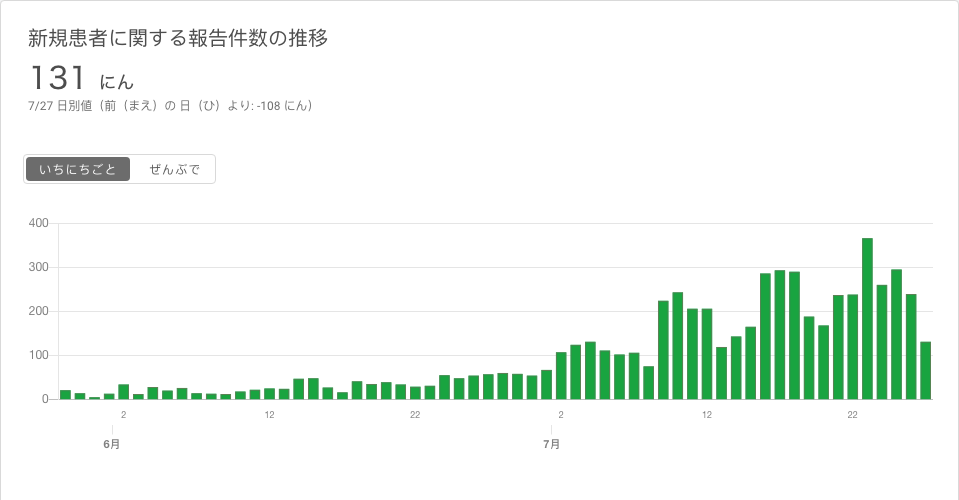 新規患者に関する報告件数の推移
131 にん
7/27 日別値（前（まえ）の 日（ひ）より: -108 にん）
いちにちごと ぜんぶで
400
300
200
100
0
2 12 22 2 12 22
6月 7月